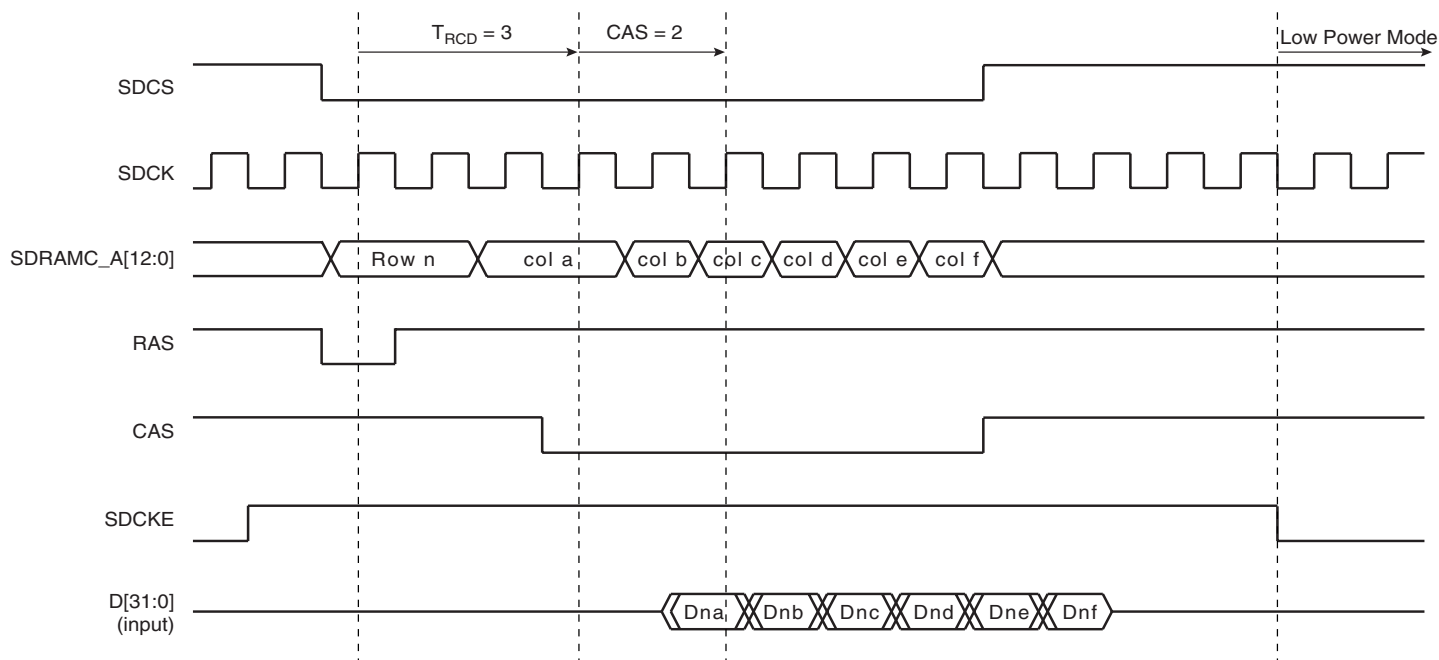 T_RCD = 3
CAS = 2
Low Power Mode
SDCS
SDCK
SDRAMC_A[12:0]
Row n
col a
col b
col c
col d
col e
col f
RAS
CAS
SDCKE
D[31:0]
(input)
Dna
Dnb
Dnc
Dnd
Dne
Dnf